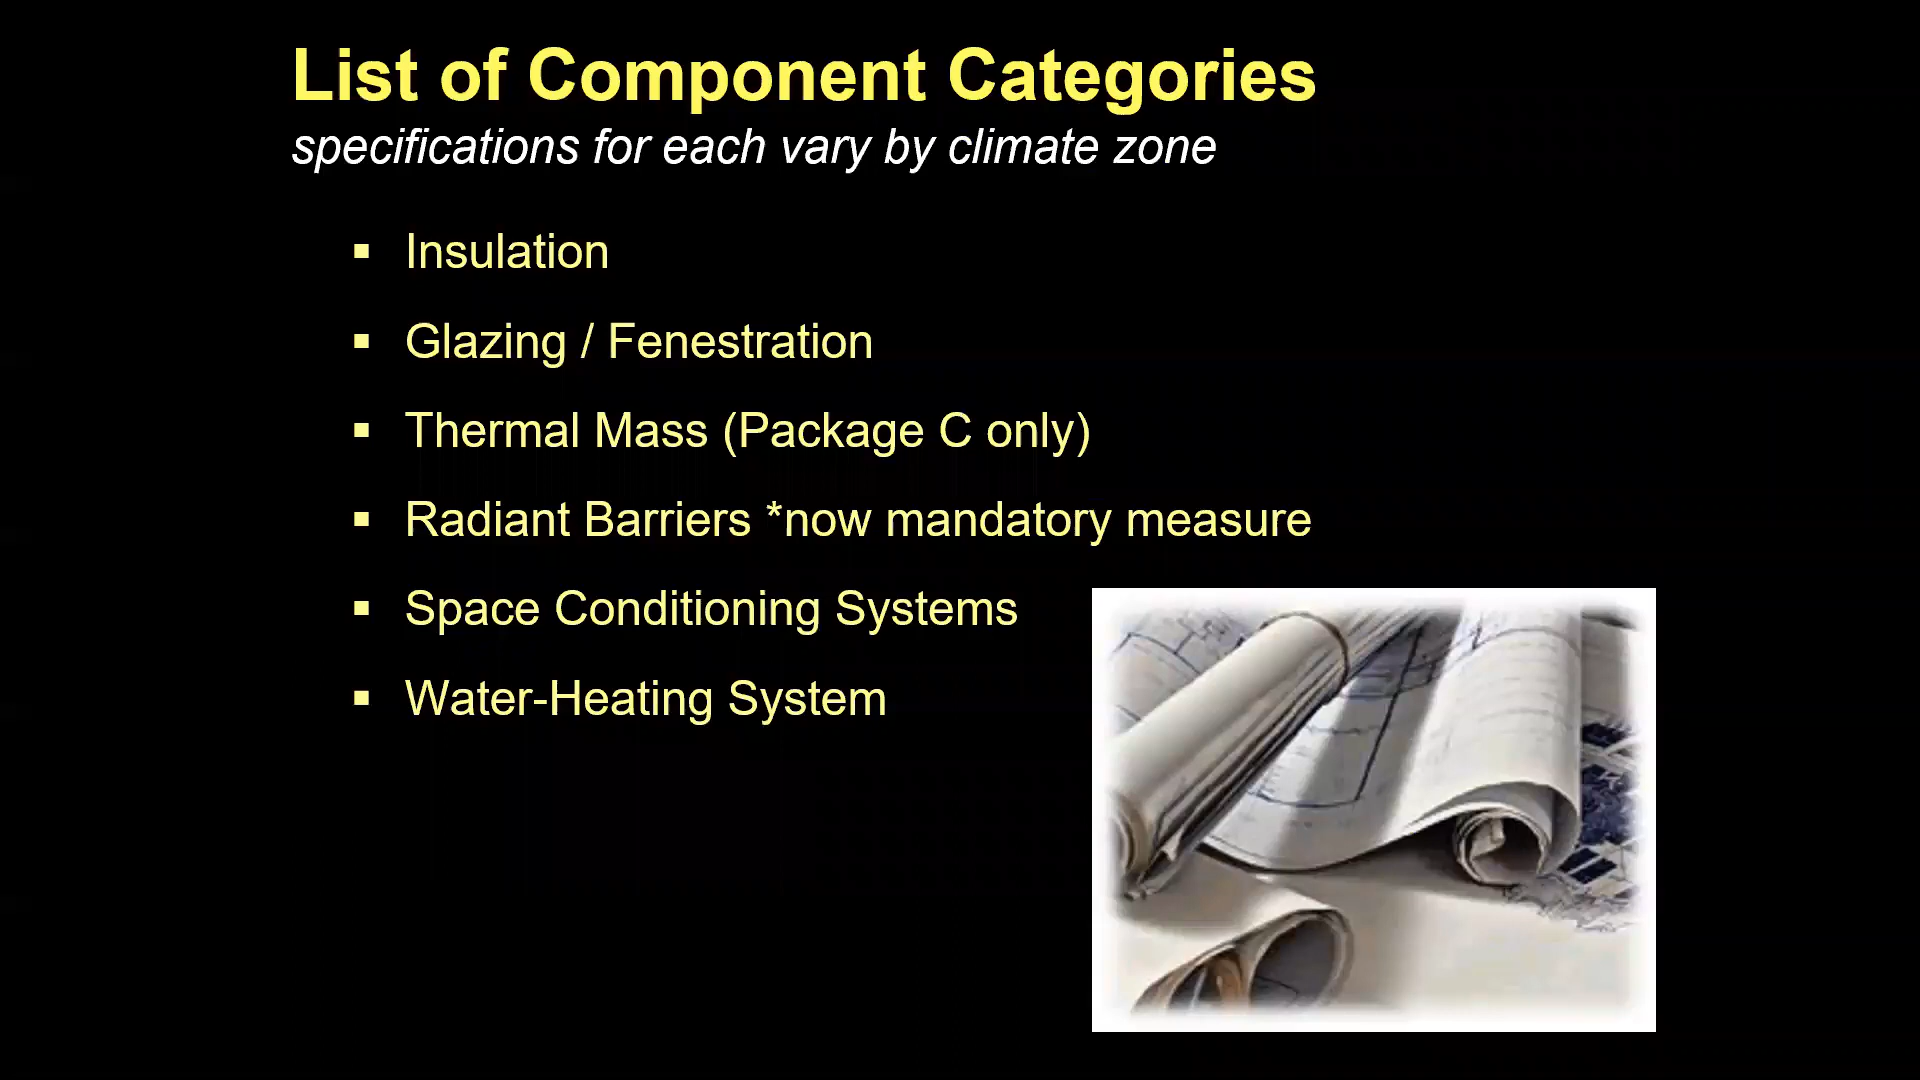 List of Component Categories
specifications for each vary by climate zone
▪ Insulation
▪ Glazing / Fenestration
▪ Thermal Mass (Package C only)
▪ Radiant Barriers *now mandatory measure
▪ Space Conditioning Systems
▪ Water-Heating System